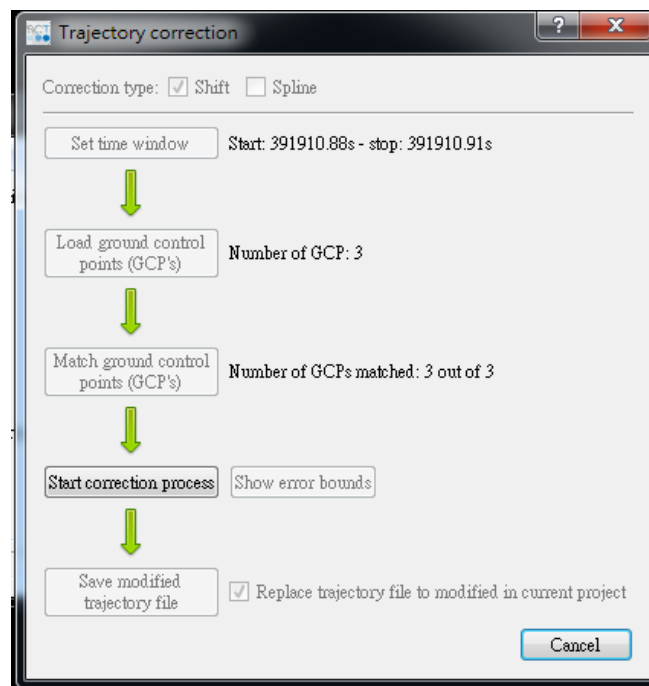 Trajectory correction
Correction type: Shift Spline
Set time window Start: 391910.88s - stop: 391910.91s
Load ground control
points (GCP's)
Number of GCP: 3
Match ground control
points (GCP's)
Number of GCPs matched: 3 out of 3
Start correction process Show error bounds
Save modified
trajectory file
Replace trajectory file to modified in current project
Cancel